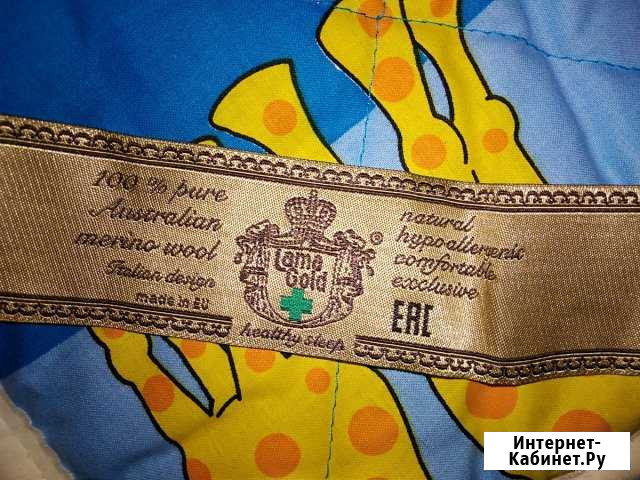 100 % pure
Australian
merino wool
Italian design
made in EU
Lama
Gold
healthy sleep
®
natural
hypoallergenic
comfortable
exclusive
EAC
Интернет-
Кабинет.Ру